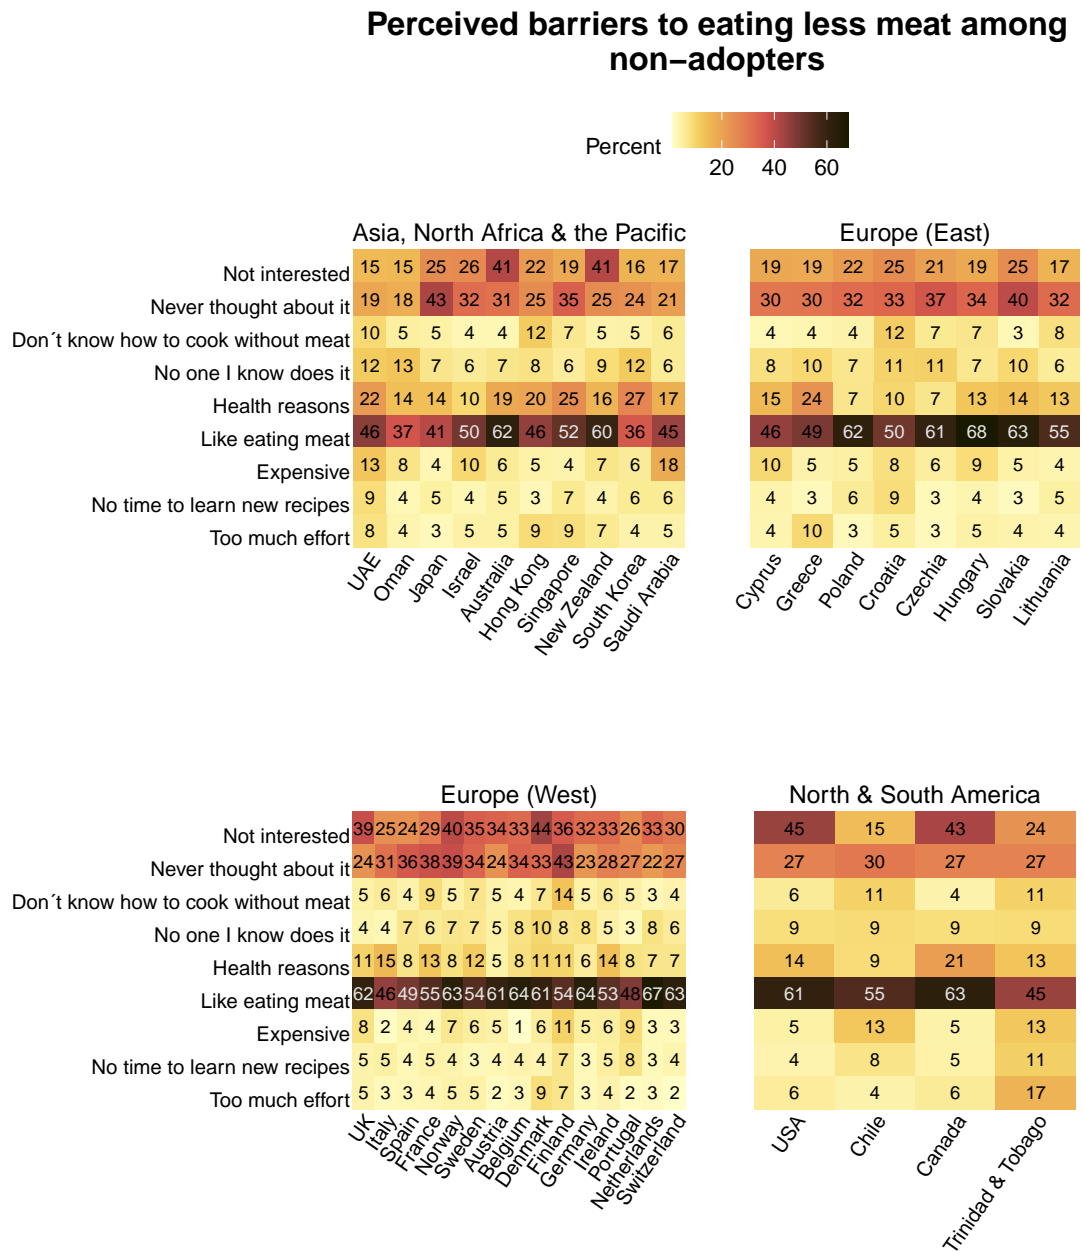 Perceived barriers to eating less meat among
non−adopters
Percent
20 40 60
Asia, North Africa & the Pacific
Not interested 15 15 25 26 41 22 19 41 16 17
Never thought about it 19 18 43 32 31 25 35 25 24 21
Don´t know how to cook without meat 10 5 5 4 4 12 7 5 5 6
No one I know does it 12 13 7 6 7 8 6 9 12 6
Health reasons 22 14 14 10 19 20 25 16 27 17
Like eating meat 46 37 41 50 62 46 52 60 36 45
Expensive 13 8 4 10 6 5 4 7 6 18
No time to learn new recipes 9 4 5 4 5 3 7 4 6 6
Too much effort 8 4 3 5 5 9 9 7 4 5
UAE Oman Japan Israel Australia Hong Kong Singapore New Zealand South Korea Saudi Arabia
Europe (East)
19 19 22 25 21 19 25 17
30 30 32 33 37 34 40 32
4 4 4 12 7 7 3 8
8 10 7 11 11 7 10 6
15 24 7 10 7 13 14 13
46 49 62 50 61 68 63 55
10 5 5 8 6 9 5 4
4 3 6 9 3 4 3 5
4 10 3 5 3 5 4 4
Cyprus Greece Poland Croatia Czechia Hungary Slovakia Lithuania
Europe (West)
Not interested 39 25 24 29 40 35 34 33 44 36 32 33 26 33 30
Never thought about it 24 31 36 38 39 34 24 34 33 43 23 28 27 22 27
Don´t know how to cook without meat 5 6 4 9 5 7 5 4 7 14 5 6 5 3 4
No one I know does it 4 4 7 6 7 7 5 8 10 8 8 5 3 8 6
Health reasons 11 15 8 13 8 12 5 8 11 11 6 14 8 7 7
Like eating meat 62 46 49 55 63 54 61 64 61 54 64 53 48 67 63
Expensive 8 2 4 4 7 6 5 1 6 11 5 6 9 3 3
No time to learn new recipes 5 5 4 5 4 3 4 4 4 7 3 5 8 3 4
Too much effort 5 3 3 4 5 5 2 3 9 7 3 4 2 3 2
UK Italy Spain France Norway Sweden Austria Belgium Denmark Finland Germany Ireland Portugal Netherlands Switzerland
North & South America
45 15 43 24
27 30 27 27
6 11 4 11
9 9 9 9
14 9 21 13
61 55 63 45
5 13 5 13
4 8 5 11
6 4 6 17
USA Chile Canada Trinidad & Tobago